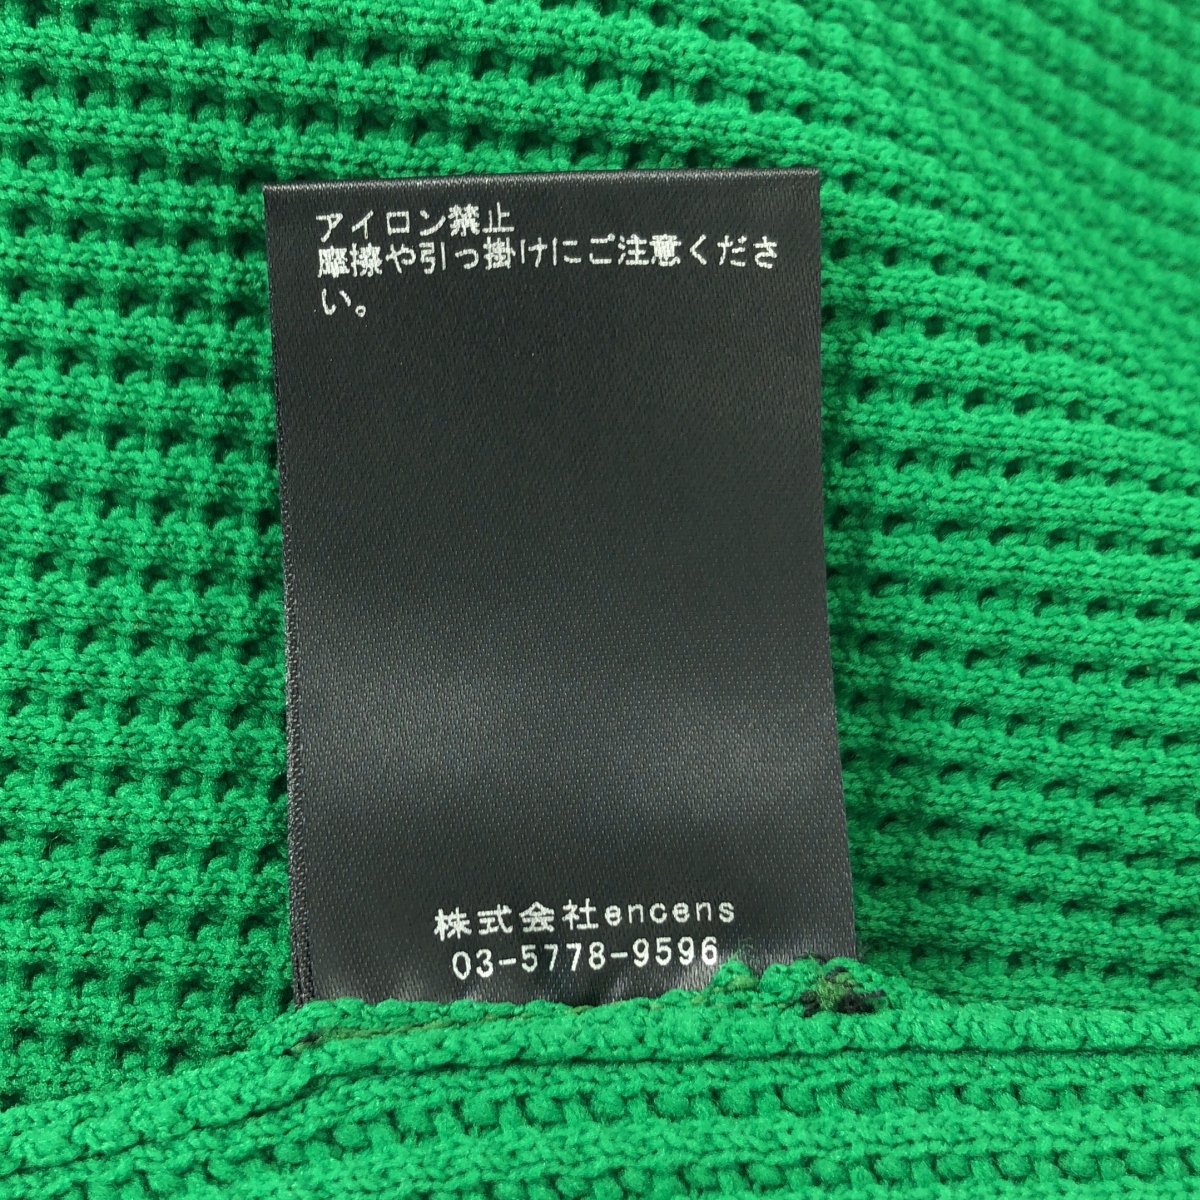 アイロン禁止
摩擦や引っ掛けにご注意くださ
い。
株式会社encens
03-5778-9596